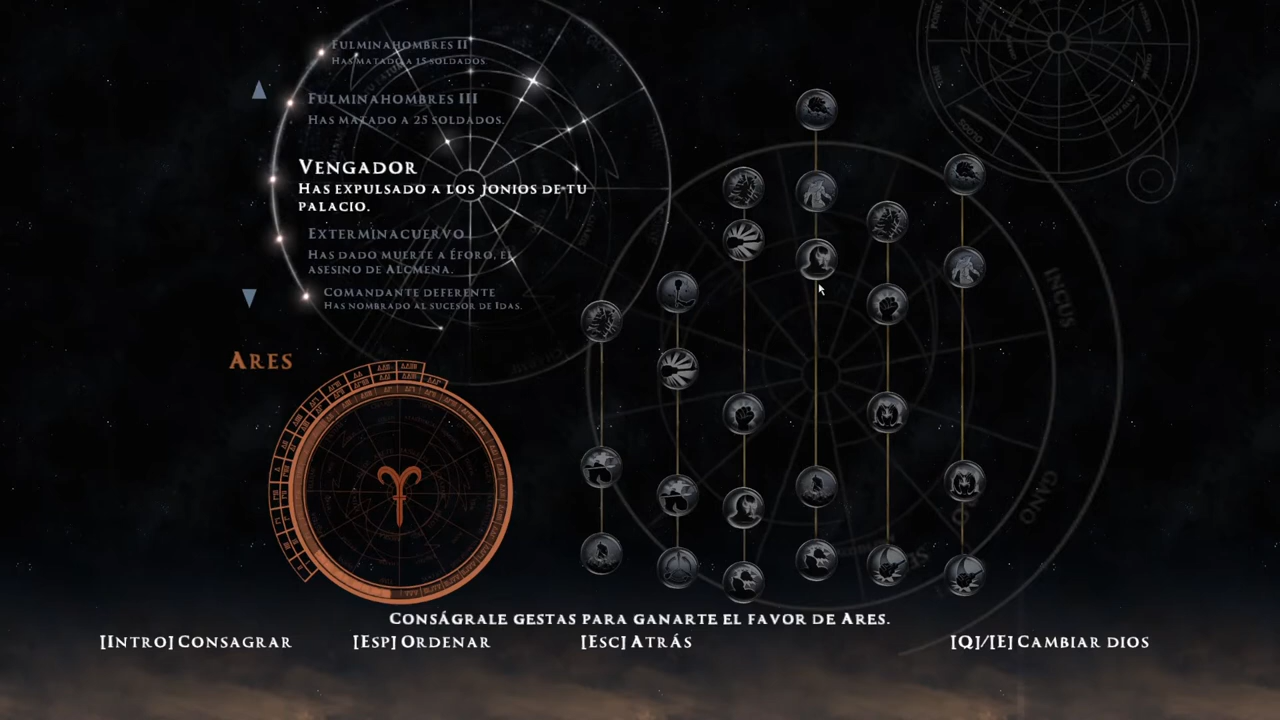 Fulminahombres II
Has matado a 15 soldados.
Fulminahombres III
Has matado a 25 soldados.
Vengador
Has expulsado a los jonios de tu
palacio.
Exterminacuervo
Has dado muerte a Éforo, el
asesino de Alcmena.
Comandante deferente
Has nombrado al sucesor de Idas.
Ares
INCUS
GANO
Conságrale gestas para ganarte el favor de Ares.
[Intro] Consagrar
[Esp] Ordenar
[Esc] Atrás
[Q]/[E] Cambiar dios